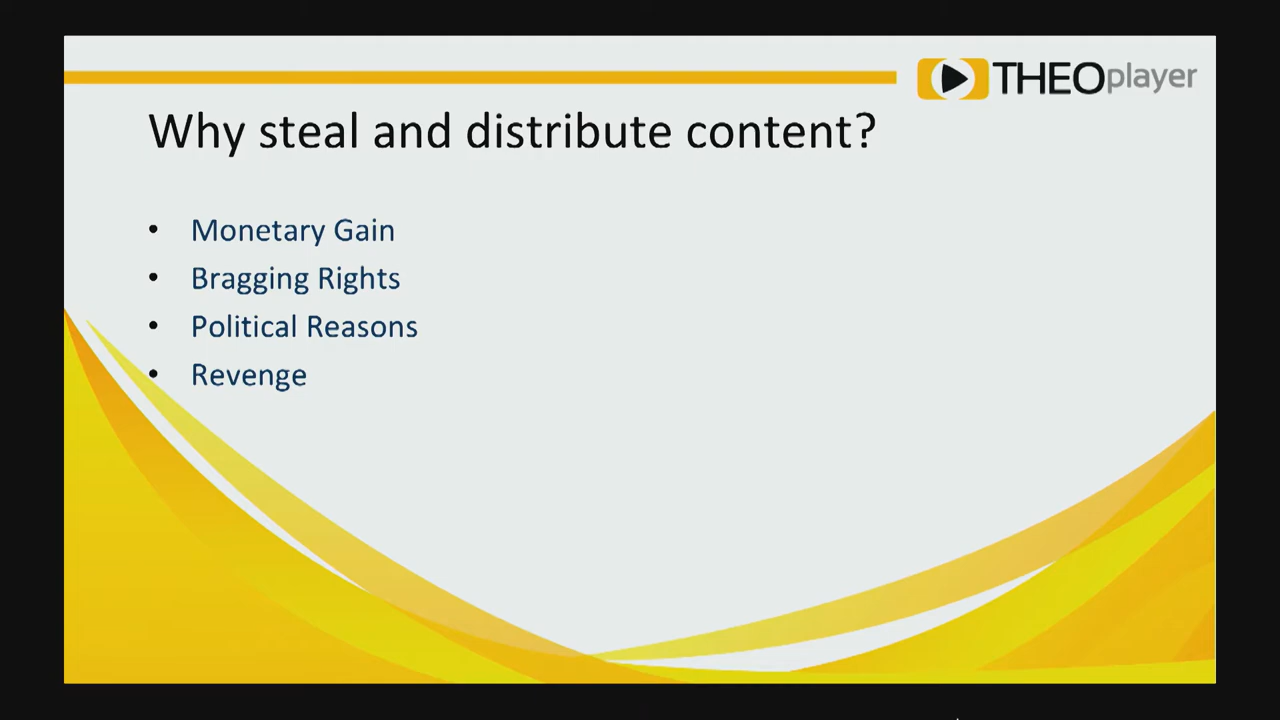 THEOplayer
Why steal and distribute content?
• Monetary Gain
• Bragging Rights
• Political Reasons
• Revenge